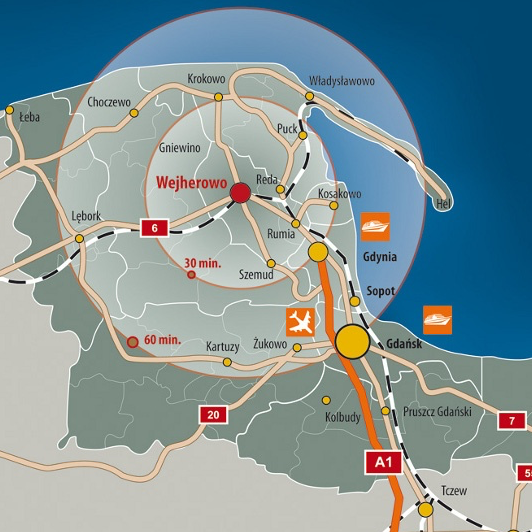 Krokowo
Władysławowo
Choczewo
Łeba
Puck
Gniewino
Wejherowo
Reda
Kosakowo
Hel
Lębork
6
Rumia
Gdynia
30 min.
Szemud
Sopot
60 min.
Kartuzy
Żukowo
Gdańsk
20
Kolbudy
Pruszcz Gdański
7
A1
Tczew